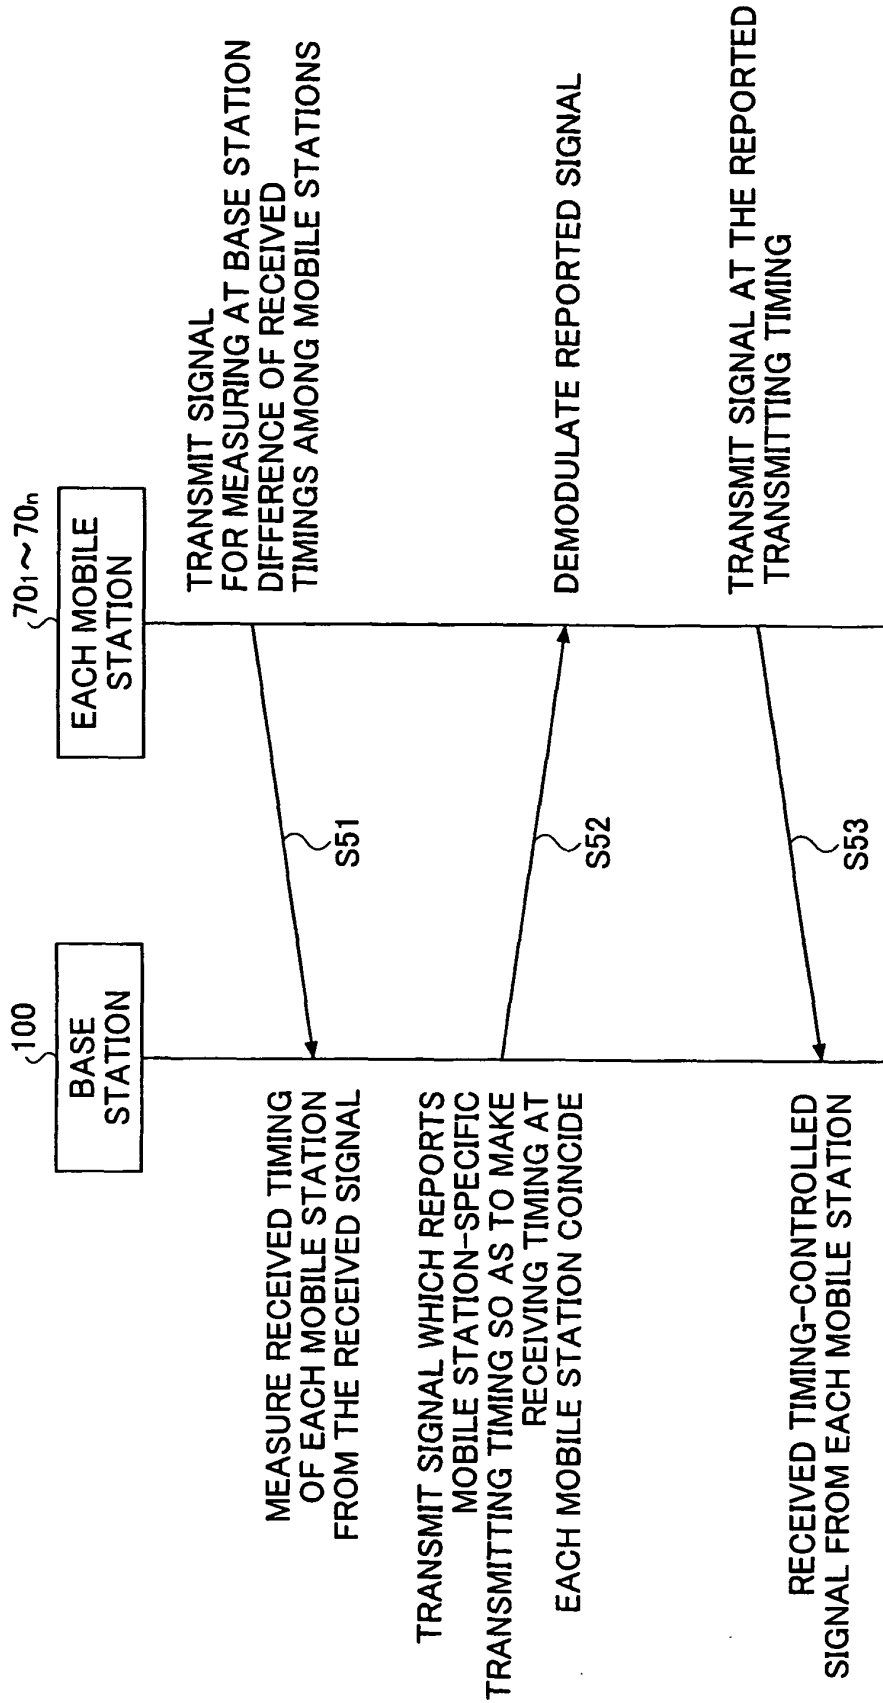 100
BASE
STATION
70₁~70ₙ
EACH MOBILE
STATION
TRANSMIT SIGNAL
FOR MEASURING AT BASE STATION
DIFFERENCE OF RECEIVED
TIMINGS AMONG MOBILE STATIONS
S51
MEASURE RECEIVED TIMING
OF EACH MOBILE STATION
FROM THE RECEIVED SIGNAL
TRANSMIT SIGNAL WHICH REPORTS
MOBILE STATION-SPECIFIC
TRANSMITTING TIMING SO AS TO MAKE
RECEIVING TIMING AT
EACH MOBILE STATION COINCIDE
S52
DEMODULATE REPORTED SIGNAL
TRANSMIT SIGNAL AT THE REPORTED
TRANSMITTING TIMING
S53
RECEIVED TIMING-CONTROLLED
SIGNAL FROM EACH MOBILE STATION